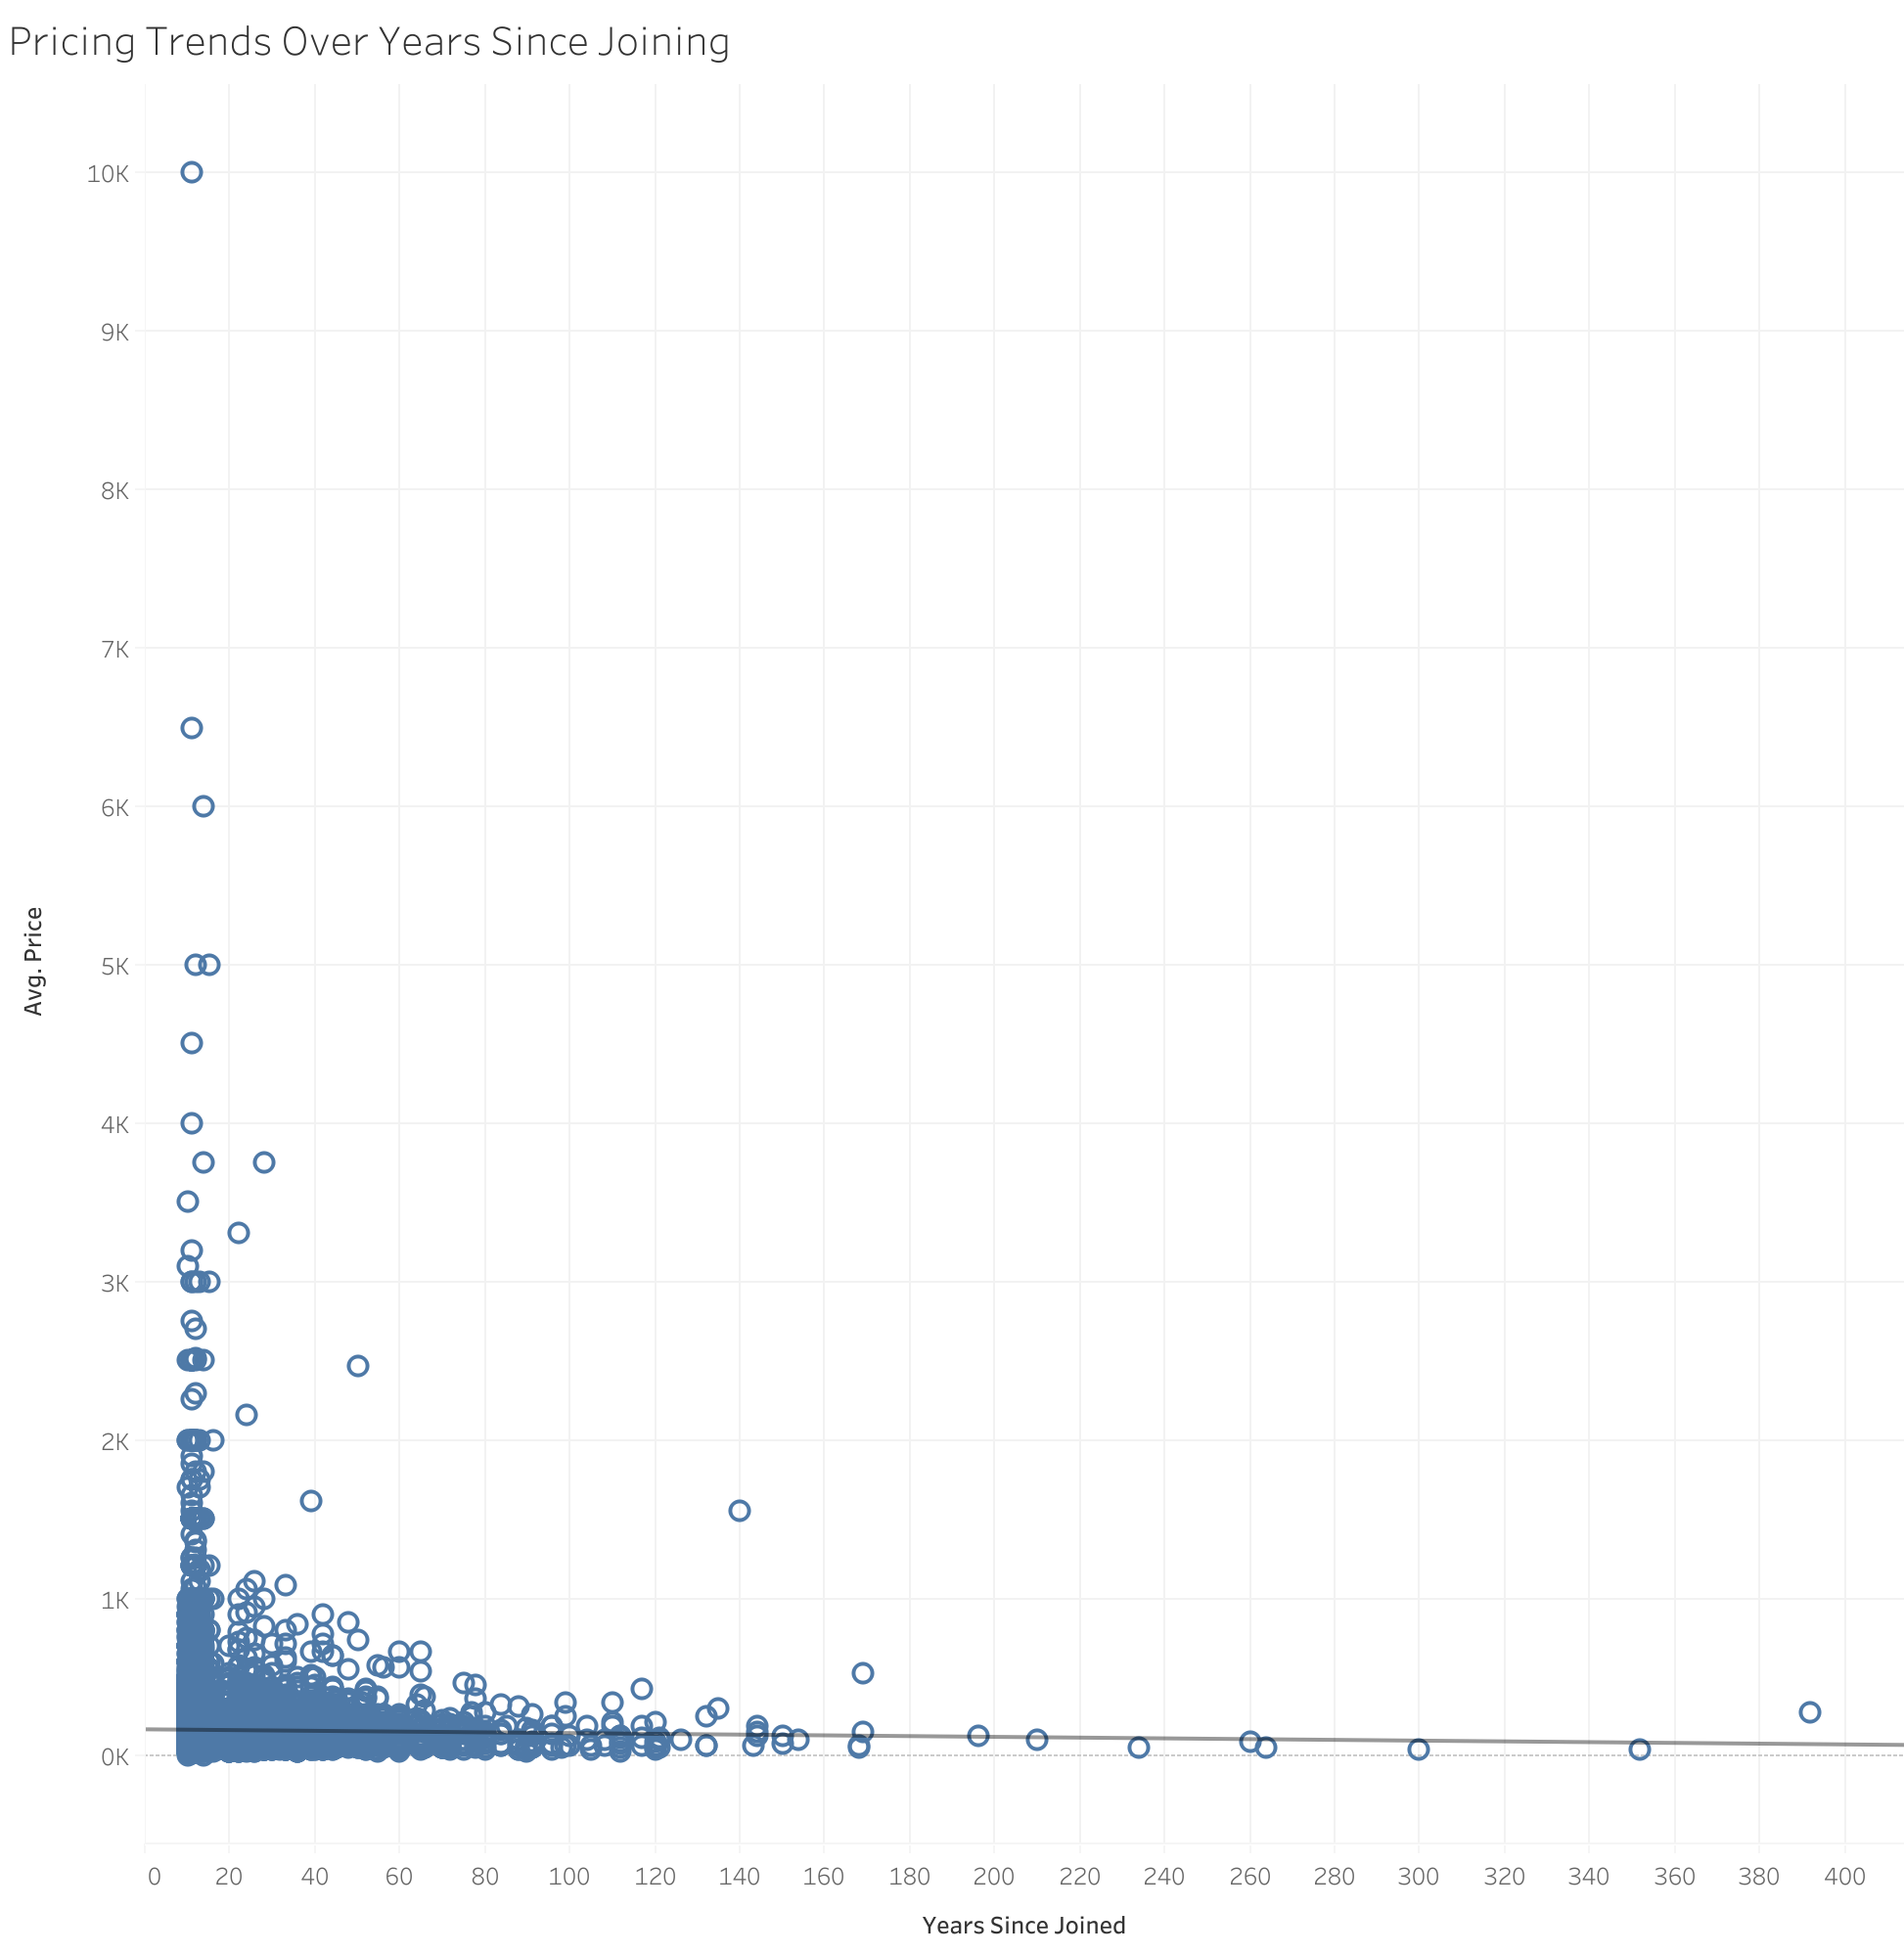 Pricing Trends Over Years Since Joining
10K
9K
8K
7K
6K
5K
4K
3K
2K
1K
0K
Avg. Price
0 20 40 60 80 100 120 140 160 180 200 220 240 260 280 300 320 340 360 380 400
Years Since Joined